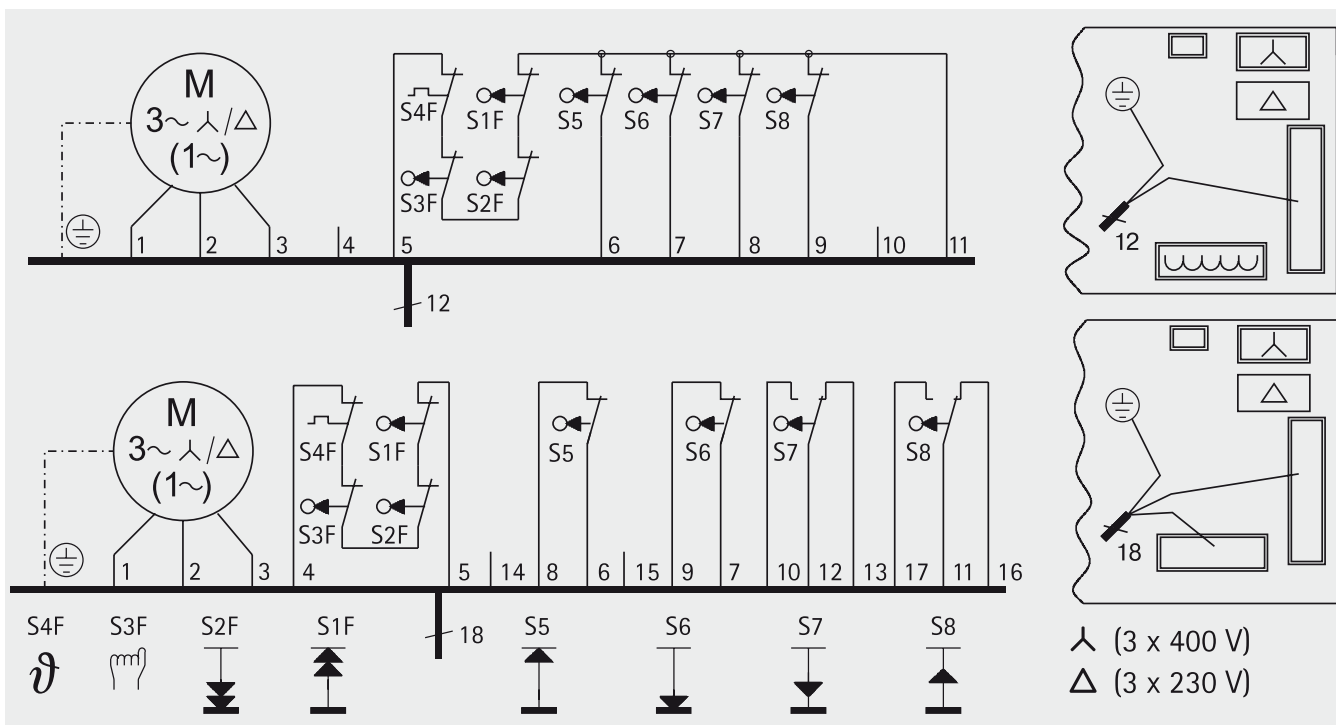 M
3~ ⅄/△
(1~)
S4F S1F S5 S6 S7 S8
S3F S2F
1 2 3 4 5 6 7 8 9 10 11
12
12
M
3~ ⅄/△
(1~)
S4F S1F S5 S6 S7 S8
S3F S2F
1 2 3 4 5 14 8 6 15 9 7 10 12 13 17 11 16
18
18
S4F S3F S2F S1F S5 S6 S7 S8
ϑ
⅄ (3 x 400 V)
△ (3 x 230 V)